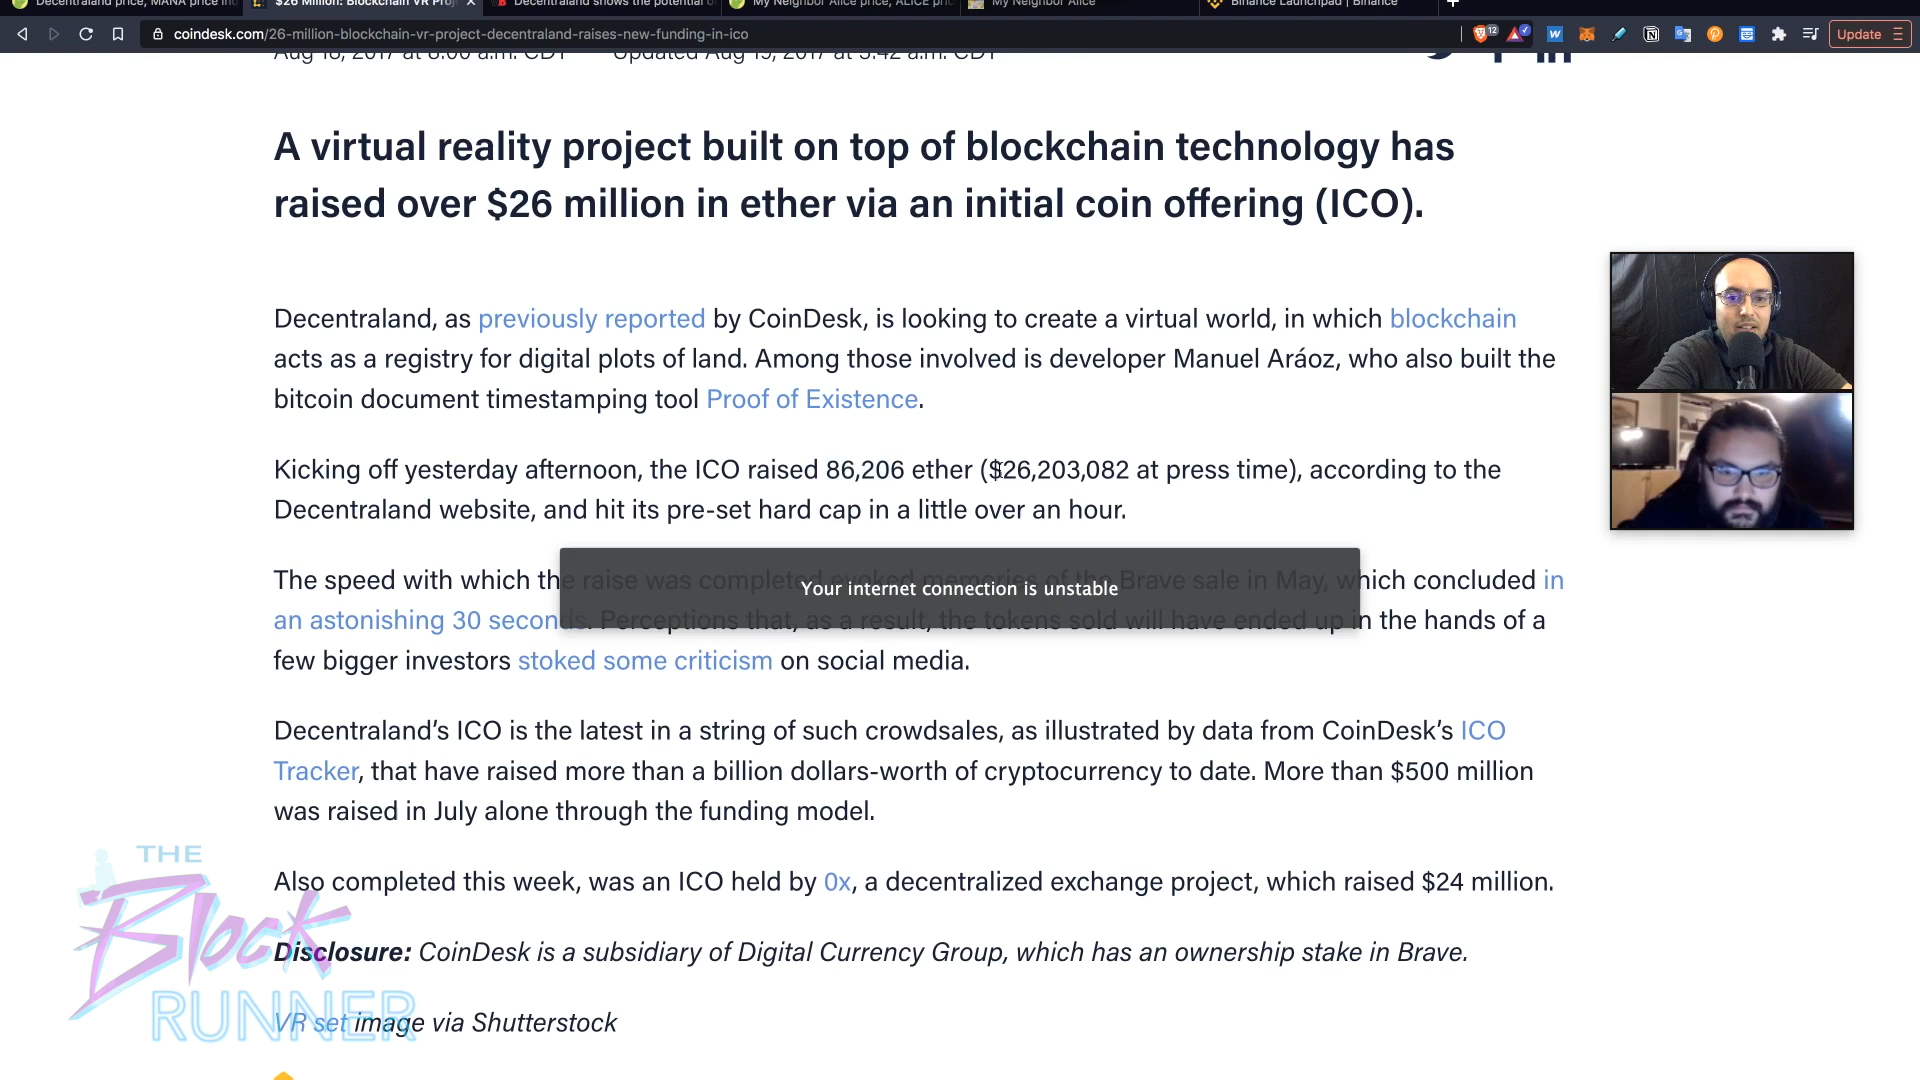 Decentraland price, MANA price in
$26 Million: Blockchain VR Proj
Decentraland shows the potential o
My Neighbor Alice price, ALICE pric
My Neighbor Alice
Binance Launchpad | Binance
coindesk.com/26-million-blockchain-vr-project-decentraland-raises-new-funding-in-ico
12
Update
Aug 18, 2017 at 8:00 a.m. CDT Updated Aug 19, 2017 at 3:42 a.m. CDT
A virtual reality project built on top of blockchain technology has
raised over $26 million in ether via an initial coin offering (ICO).
Decentraland, as previously reported by CoinDesk, is looking to create a virtual world, in which blockchain
acts as a registry for digital plots of land. Among those involved is developer Manuel Aráoz, who also built the
bitcoin document timestamping tool Proof of Existence.
Kicking off yesterday afternoon, the ICO raised 86,206 ether ($26,203,082 at press time), according to the
Decentraland website, and hit its pre-set hard cap in a little over an hour.
The speed with which the raise was completed evoked memories of the Brave sale in May, which concluded in
Your internet connection is unstable
an astonishing 30 seconds. Perceptions that, as a result, the tokens sold will have ended up in the hands of a
few bigger investors stoked some criticism on social media.
Decentraland's ICO is the latest in a string of such crowdsales, as illustrated by data from CoinDesk's ICO
Tracker, that have raised more than a billion dollars-worth of cryptocurrency to date. More than $500 million
was raised in July alone through the funding model.
Also completed this week, was an ICO held by 0x, a decentralized exchange project, which raised $24 million.
Disclosure: CoinDesk is a subsidiary of Digital Currency Group, which has an ownership stake in Brave.
VR set image via Shutterstock
THE
Block
RUNNER